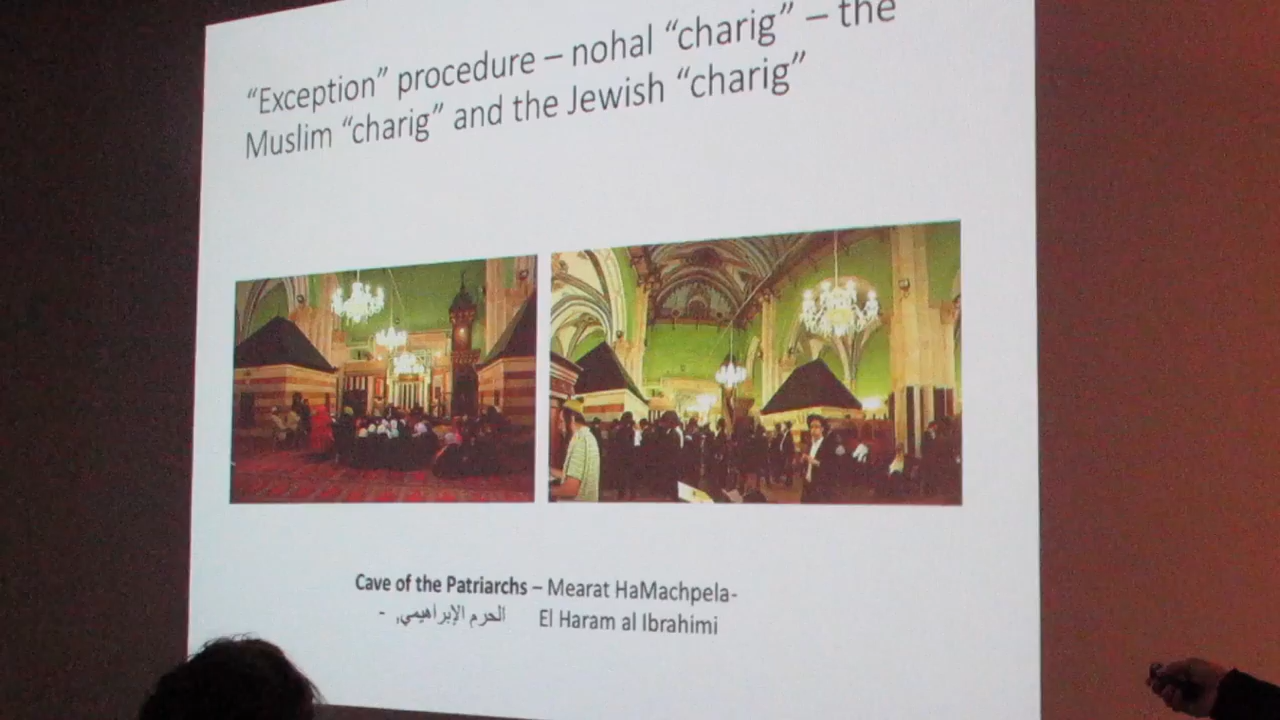 “Exception” procedure – nohal “charig” – the
Muslim “charig” and the Jewish “charig”
Cave of the Patriarchs – Mearat HaMachpela-
- الحرم الإبراهيمي, El Haram al Ibrahimi